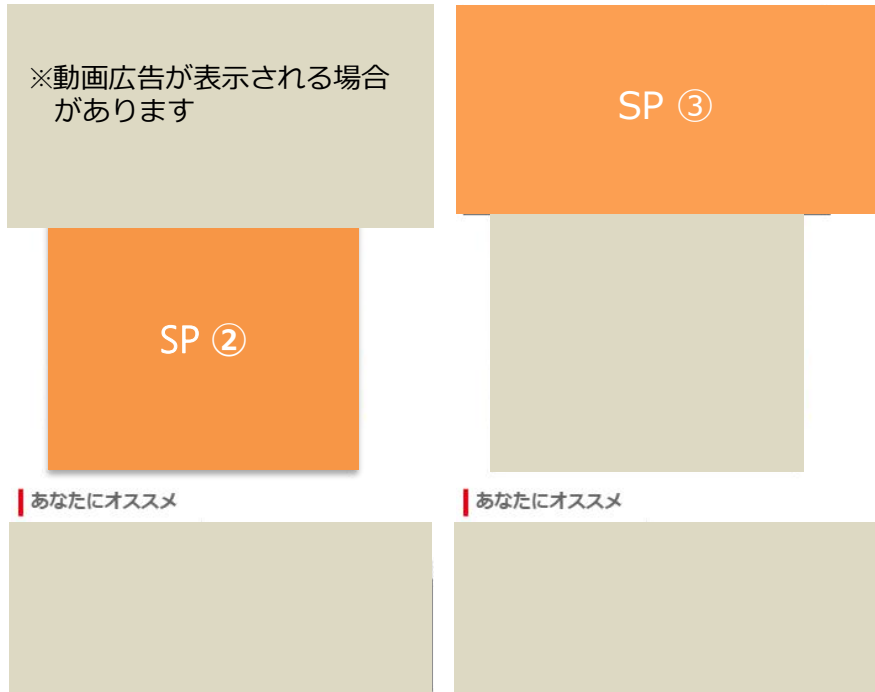 ※動画広告が表示される場合
があります
SP ②
あなたにオススメ
SP ③
あなたにオススメ